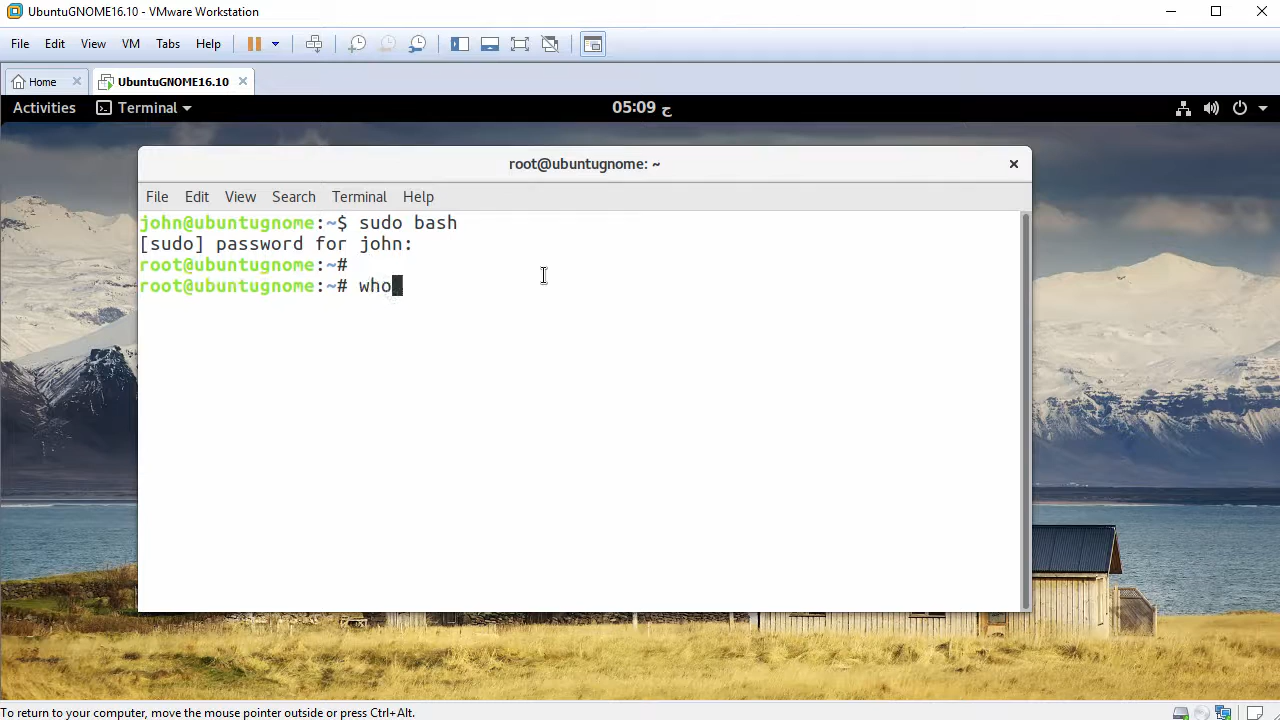 UbuntuGNOME16.10 - VMware Workstation
File Edit View VM Tabs Help
Home UbuntuGNOME16.10
Activities Terminal 05:09 ج
root@ubuntugnome: ~
File Edit View Search Terminal Help
john@ubuntugnome:~$ sudo bash
[sudo] password for john:
root@ubuntugnome:~#
root@ubuntugnome:~# who
To return to your computer, move the mouse pointer outside or press Ctrl+Alt.